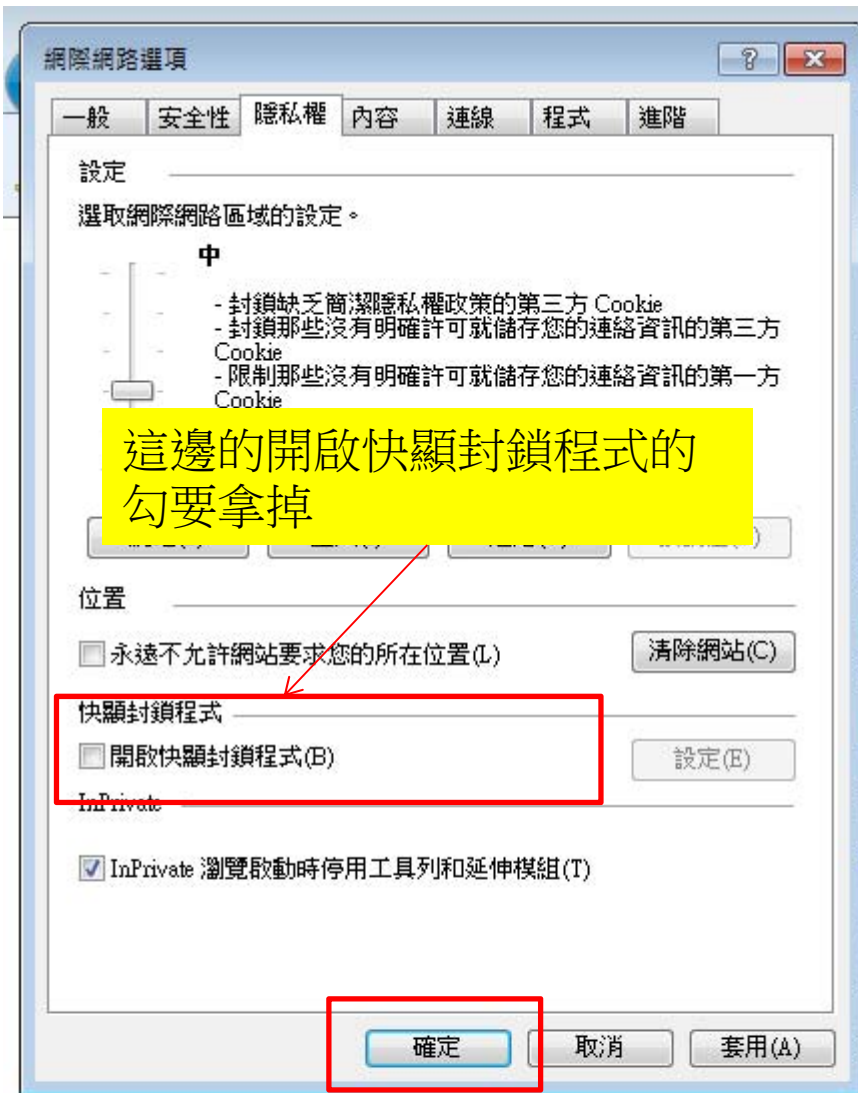 網際網路選項
一般 安全性 隱私權 內容 連線 程式 進階
設定
選取網際網路區域的設定。
中
- 封鎖缺乏簡潔隱私權政策的第三方 Cookie
- 封鎖那些沒有明確許可就儲存您的連絡資訊的第三方
Cookie
- 限制那些沒有明確許可就儲存您的連絡資訊的第一方
Cookie
這邊的開啟快顯封鎖程式的
勾要拿掉
位置
永遠不允許網站要求您的所在位置(L)
清除網站(C)
快顯封鎖程式
開啟快顯封鎖程式(B)
設定(E)
InPrivate
InPrivate 瀏覽啟動時停用工具列和延伸模組(T)
確定 取消 套用(A)